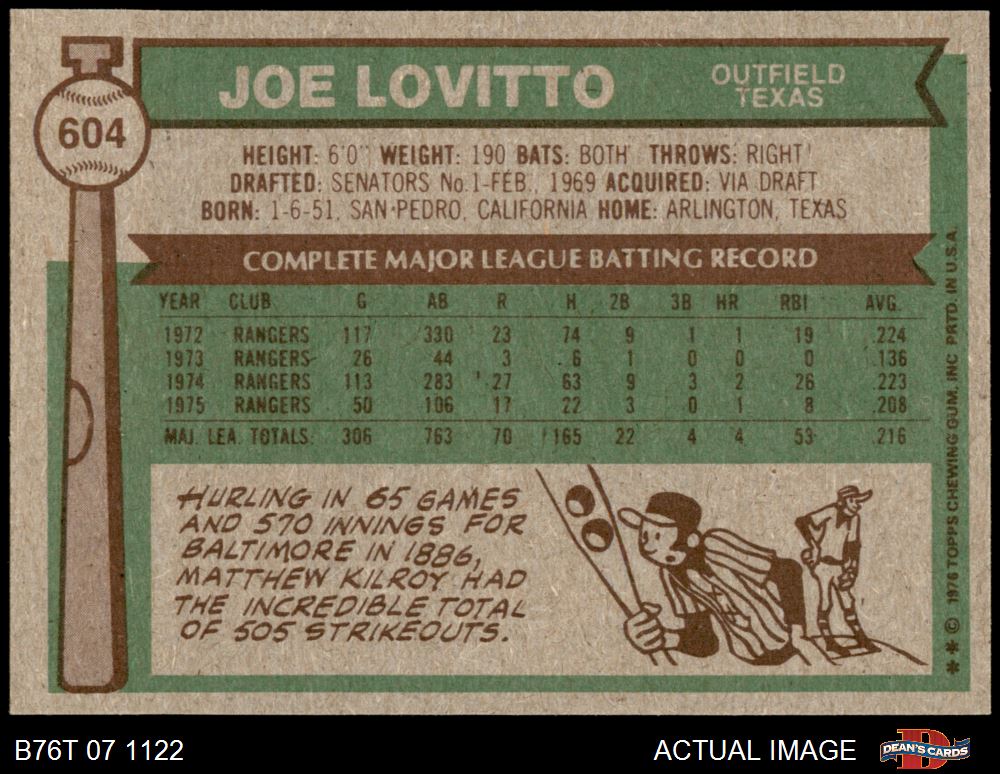 604
JOE LOVITTO
OUTFIELD
TEXAS
HEIGHT: 6'0" WEIGHT: 190 BATS: BOTH THROWS: RIGHT
DRAFTED: SENATORS No.1-FEB., 1969 ACQUIRED: VIA DRAFT
BORN: 1-6-51, SAN PEDRO, CALIFORNIA HOME: ARLINGTON, TEXAS
COMPLETE MAJOR LEAGUE BATTING RECORD
YEAR CLUB G AB R H 2B 3B HR RBI AVG.
1972 RANGERS 117 330 23 74 9 1 1 19 .224
1973 RANGERS 26 44 3 6 1 0 0 0 .136
1974 RANGERS 113 283 27 63 9 3 2 26 .223
1975 RANGERS 50 106 17 22 3 0 1 8 .208
MAJ. LEA. TOTALS: 306 763 70 165 22 4 4 53 .216
HURLING IN 65 GAMES
AND 570 INNINGS FOR
BALTIMORE IN 1886,
MATTHEW KILROY HAD
THE INCREDIBLE TOTAL
OF 505 STRIKEOUTS.
** © 1976 TOPPS CHEWING GUM, INC PRTD. IN U.S.A.
B76T 07 1122
ACTUAL IMAGE
DEAN'S CARDS